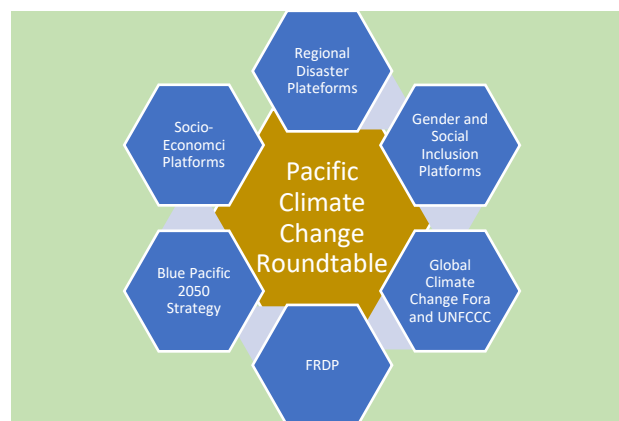 Regional
Disaster
Plateforms
Socio-
Economci
Platforms
Gender and
Social
Inclusion
Platforms
Pacific
Climate
Change
Roundtable
Blue Pacific
2050
Strategy
Global
Climate
Change Fora
and UNFCCC
FRDP